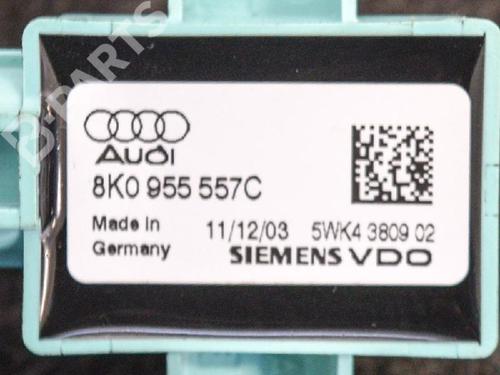 B-PARTS
Audi
8K0 955 557C
Made in
Germany
11/12/03 5WK4 3809 02
SIEMENS VDO